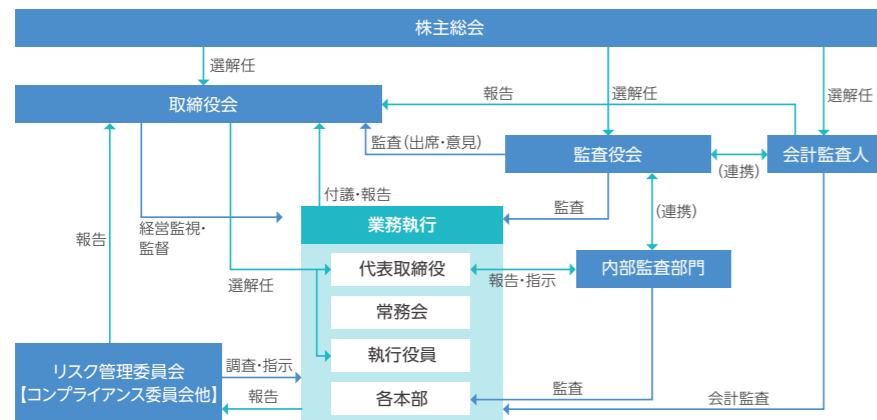 株主総会
選解任
選解任
選解任
報告
取締役会
監査(出席・意見)
監査役会
会計監査人
(連携)
付議・報告
監査
(連携)
経営監視・
監督
報告
業務執行
代表取締役
報告・指示
内部監査部門
選解任
常務会
執行役員
リスク管理委員会
【コンプライアンス委員会他】
調査・指示
報告
各本部
監査
会計監査